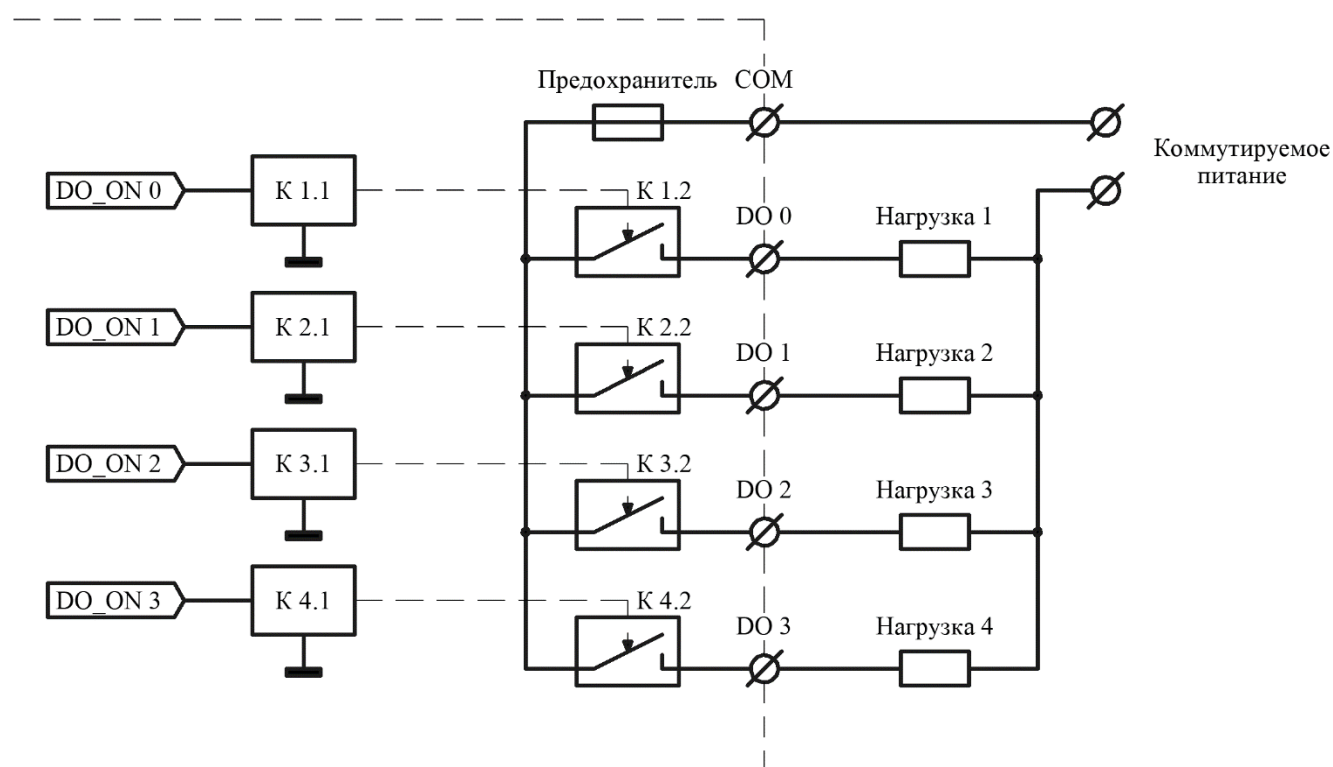 Предохранитель COM
Коммутируемое
питание
DO_ON 0
К 1.1
К 1.2
DO 0
Нагрузка 1
DO_ON 1
К 2.1
К 2.2
DO 1
Нагрузка 2
DO_ON 2
К 3.1
К 3.2
DO 2
Нагрузка 3
DO_ON 3
К 4.1
К 4.2
DO 3
Нагрузка 4